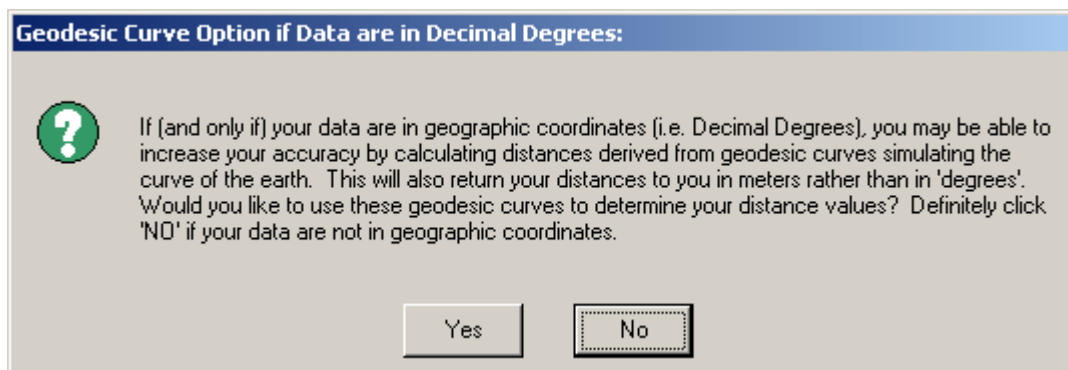 Geodesic Curve Option if Data are in Decimal Degrees:
If (and only if) your data are in geographic coordinates (i.e. Decimal Degrees), you may be able to
increase your accuracy by calculating distances derived from geodesic curves simulating the
curve of the earth.  This will also return your distances to you in meters rather than in 'degrees'.
Would you like to use these geodesic curves to determine your distance values?  Definitely click
'NO' if your data are not in geographic coordinates.
Yes
No